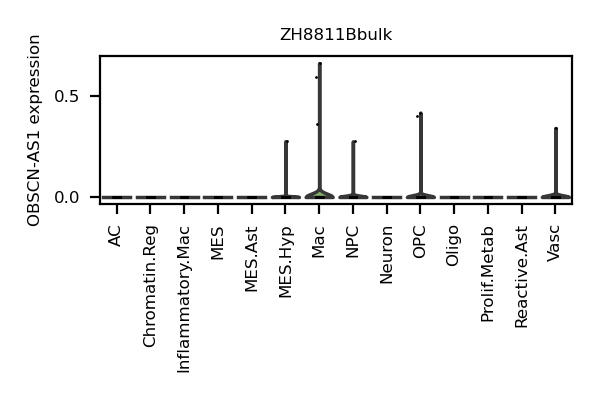 ZH8811Bbulk
OBSCN-AS1 expression
0.5
0.0
AC
Chromatin.Reg
Inflammatory.Mac
MES
MES.Ast
MES.Hyp
Mac
NPC
Neuron
OPC
Oligo
Prolif.Metab
Reactive.Ast
Vasc